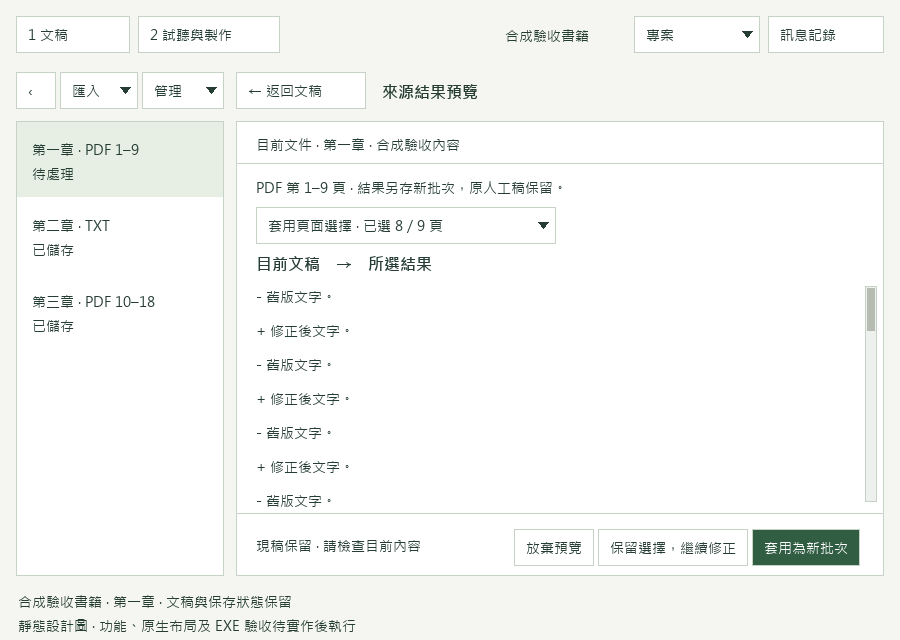 1 文稿
2 試聽與製作
合成驗收書籍
專案
訊息記錄
‹
匯入
管理
← 返回文稿
來源結果預覽
第一章 · PDF 1–9
待處理
第二章 · TXT
已儲存
第三章 · PDF 10–18
已儲存
目前文件 · 第一章 · 合成驗收內容
PDF 第 1–9 頁 · 結果另存新批次，原人工稿保留。
套用頁面選擇 · 已選 8 / 9 頁
目前文稿 → 所選結果
- 舊版文字。
+ 修正後文字。
- 舊版文字。
+ 修正後文字。
- 舊版文字。
+ 修正後文字。
- 舊版文字。
現稿保留 · 請檢查目前內容
放棄預覽
保留選擇，繼續修正
套用為新批次
合成驗收書籍 · 第一章 · 文稿與保存狀態保留
靜態設計圖 · 功能、原生布局及 EXE 驗收待實作後執行